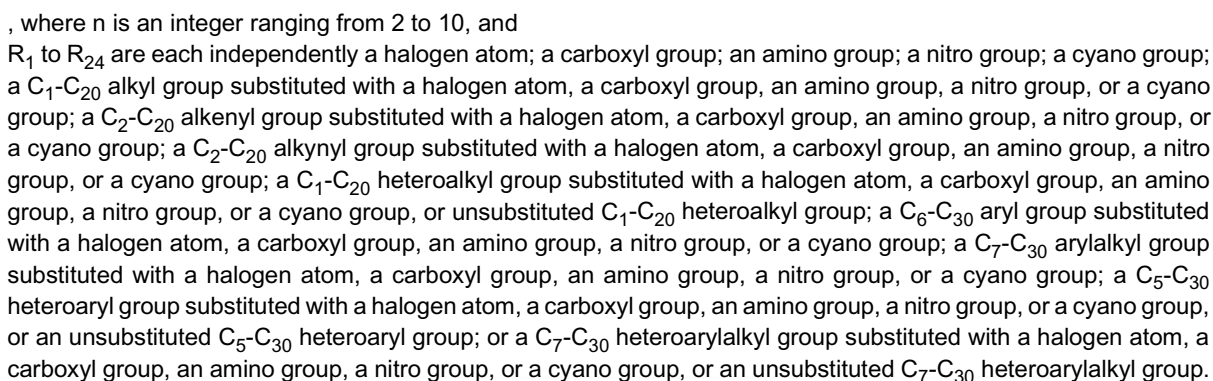 , where n is an integer ranging from 2 to 10, and
R₁ to R₂₄ are each independently a halogen atom; a carboxyl group; an amino group; a nitro group; a cyano group;
a C₁-C₂₀ alkyl group substituted with a halogen atom, a carboxyl group, an amino group, a nitro group, or a cyano
group; a C₂-C₂₀ alkenyl group substituted with a halogen atom, a carboxyl group, an amino group, a nitro group, or
a cyano group; a C₂-C₂₀ alkynyl group substituted with a halogen atom, a carboxyl group, an amino group, a nitro
group, or a cyano group; a C₁-C₂₀ heteroalkyl group substituted with a halogen atom, a carboxyl group, an amino
group, a nitro group, or a cyano group, or unsubstituted C₁-C₂₀ heteroalkyl group; a C₆-C₃₀ aryl group substituted
with a halogen atom, a carboxyl group, an amino group, a nitro group, or a cyano group; a C₇-C₃₀ arylalkyl group
substituted with a halogen atom, a carboxyl group, an amino group, a nitro group, or a cyano group; a C₅-C₃₀
heteroaryl group substituted with a halogen atom, a carboxyl group, an amino group, a nitro group, or a cyano group,
or an unsubstituted C₅-C₃₀ heteroaryl group; or a C₇-C₃₀ heteroarylalkyl group substituted with a halogen atom, a
carboxyl group, an amino group, a nitro group, or a cyano group, or an unsubstituted C₇-C₃₀ heteroarylalkyl group.